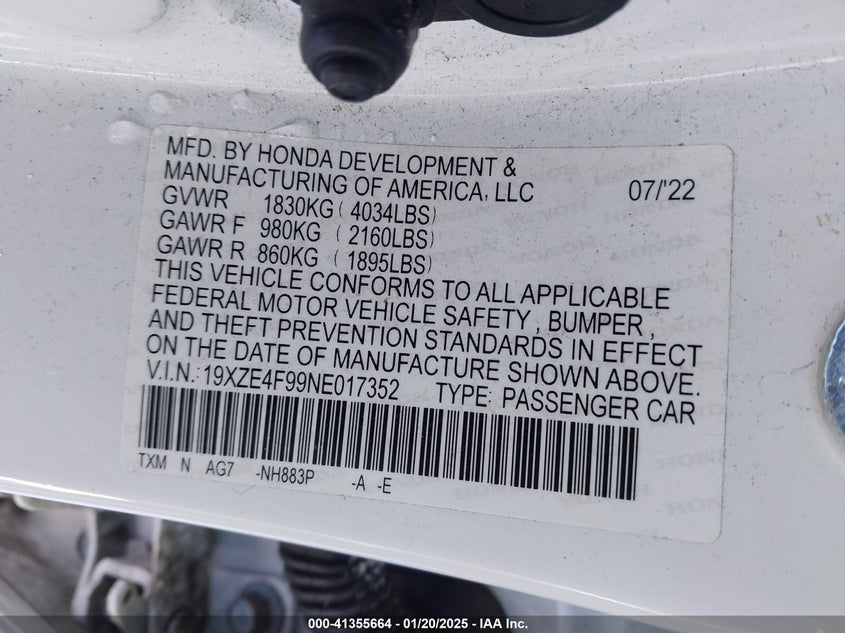 MFD. BY HONDA DEVELOPMENT &
MANUFACTURING OF AMERICA, LLC 07/'22
GVWR 1830KG ( 4034LBS)
GAWR F 980KG ( 2160LBS)
GAWR R 860KG ( 1895LBS)
THIS VEHICLE CONFORMS TO ALL APPLICABLE
FEDERAL MOTOR VEHICLE SAFETY , BUMPER ,
AND THEFT PREVENTION STANDARDS IN EFFECT
ON THE DATE OF MANUFACTURE SHOWN ABOVE.
V.I.N.: 19XZE4F99NE017352 TYPE: PASSENGER CAR
TXM N AG7 -NH883P -A -E
000-41355664 - 01/20/2025 - IAA Inc.